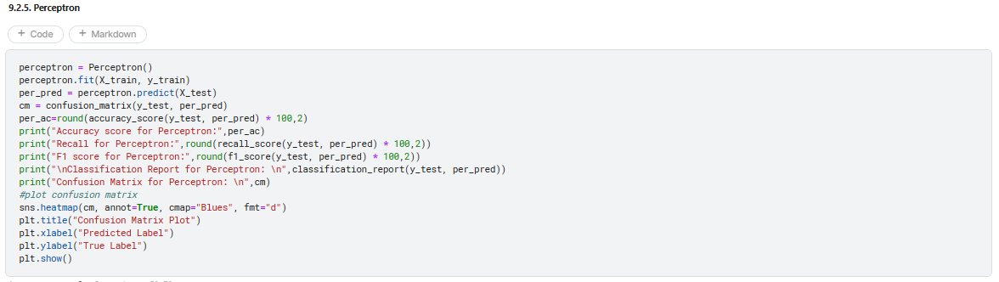 9.2.5. Perceptron
+ Code + Markdown
perceptron = Perceptron()
perceptron.fit(X_train, y_train)
per_pred = perceptron.predict(X_test)
cm = confusion_matrix(y_test, per_pred)
per_ac=round(accuracy_score(y_test, per_pred) * 100,2)
print("Accuracy score for Perceptron:",per_ac)
print("Recall for Perceptron:",round(recall_score(y_test, per_pred) * 100,2))
print("F1 score for Perceptron:",round(f1_score(y_test, per_pred) * 100,2))
print("\nClassification Report for Perceptron: \n",classification_report(y_test, per_pred))
print("Confusion Matrix for Perceptron: \n",cm)
#plot confusion matrix
sns.heatmap(cm, annot=True, cmap="Blues", fmt="d")
plt.title("Confusion Matrix Plot")
plt.xlabel("Predicted Label")
plt.ylabel("True Label")
plt.show()